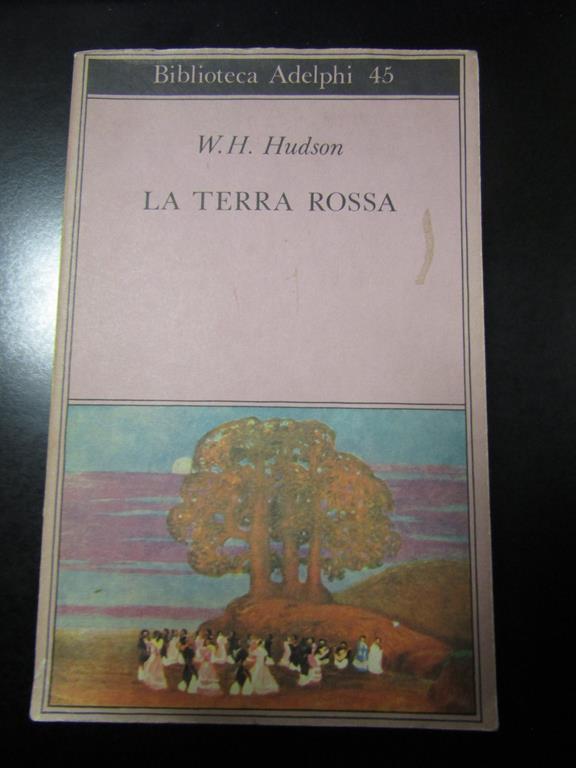 Biblioteca Adelphi 45
W. H. Hudson
LA TERRA ROSSA